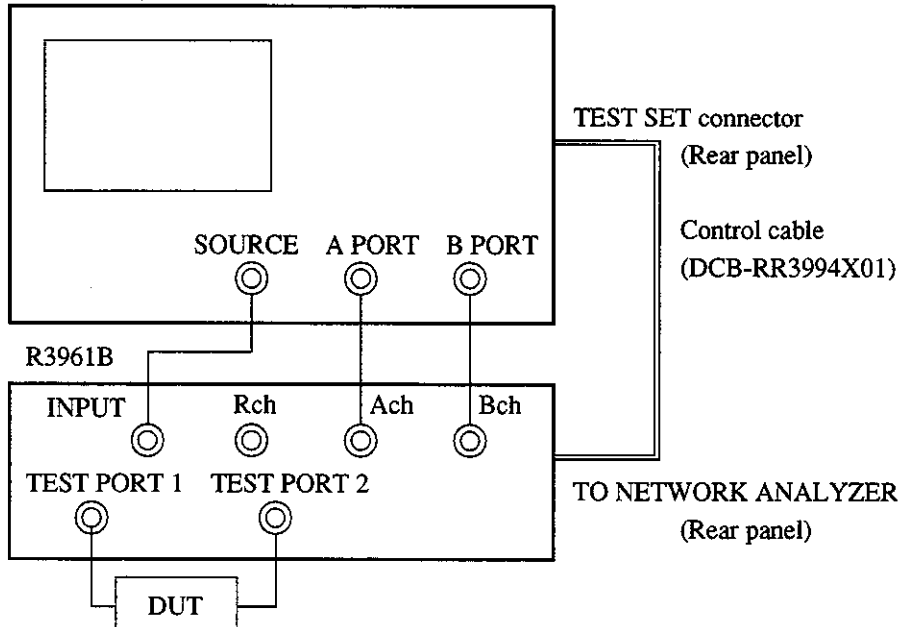 TEST SET connector
(Rear panel)
SOURCE A PORT B PORT
Control cable
(DCB-RR3994X01)
R3961B
INPUT Rch Ach Bch
TEST PORT 1 TEST PORT 2
TO NETWORK ANALYZER
(Rear panel)
DUT